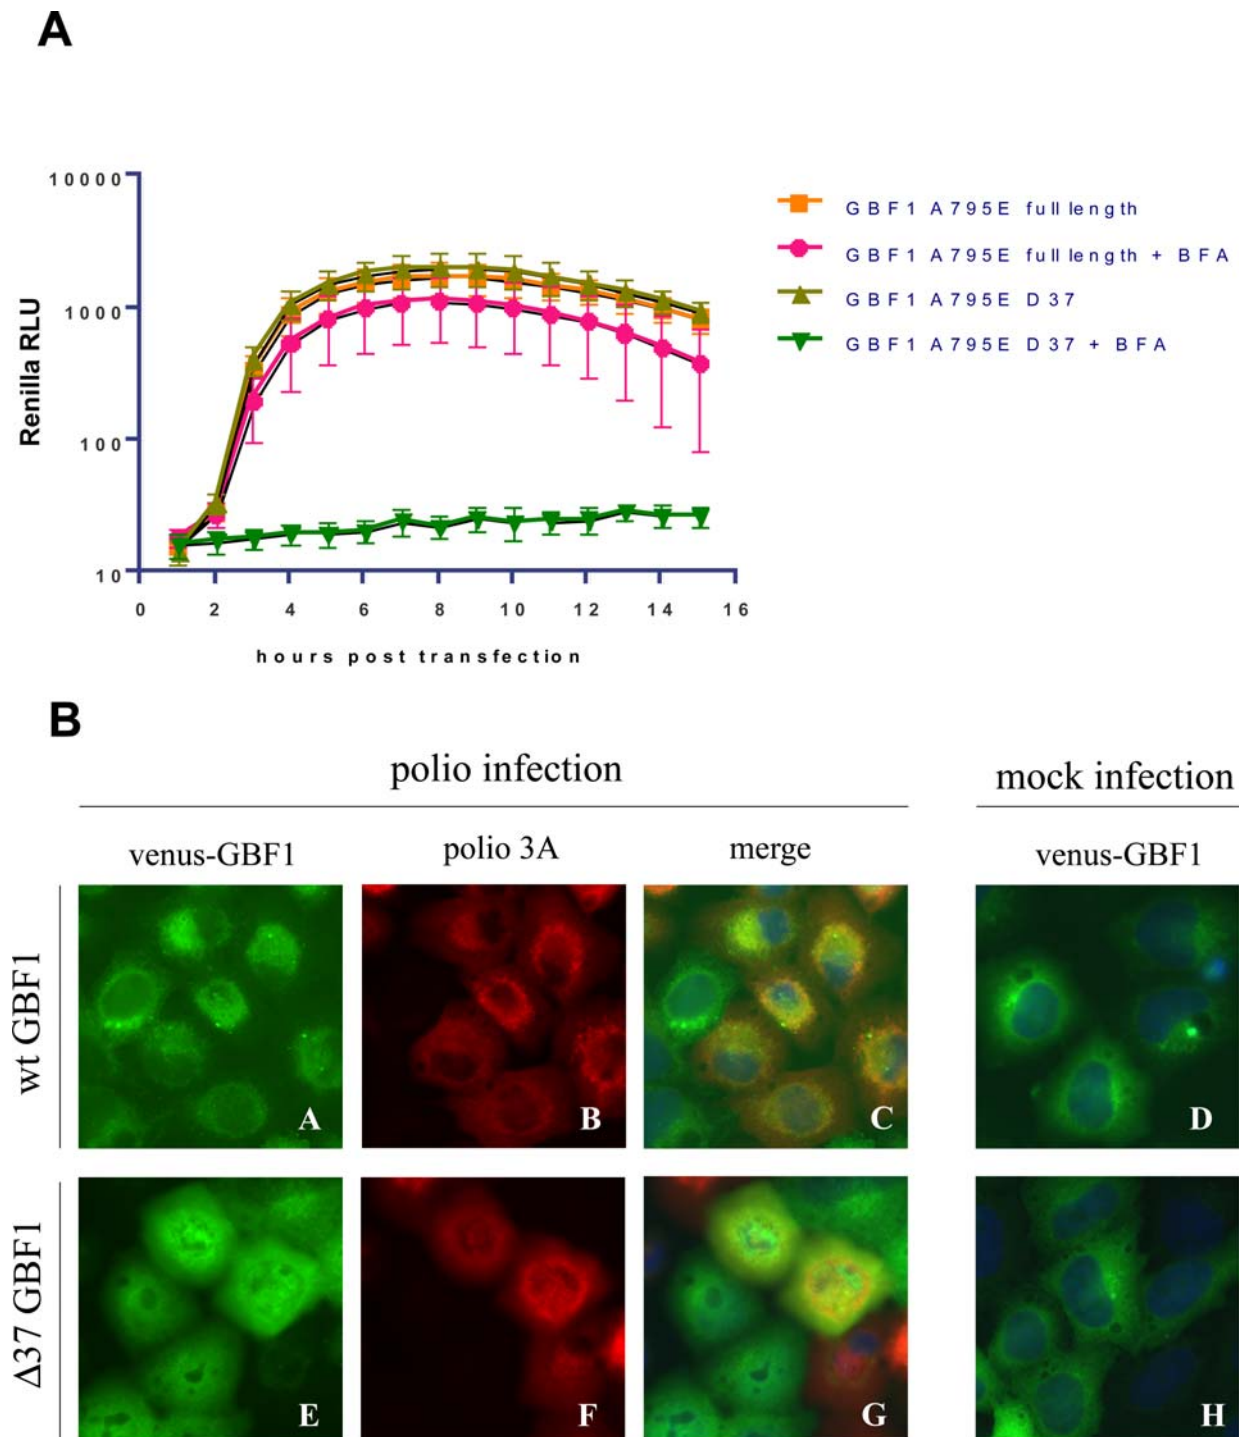 A
10000
1000
100
10
Renilla RLU
0 2 4 6 8 10 12 14 16
hours post transfection
GBF1 A795E full length
GBF1 A795E full length + BFA
GBF1 A795E D37
GBF1 A795E D37 + BFA
B
polio infection
mock infection
venus-GBF1 polio 3A merge venus-GBF1
wt GBF1
A B C D
Δ37 GBF1
E F G H